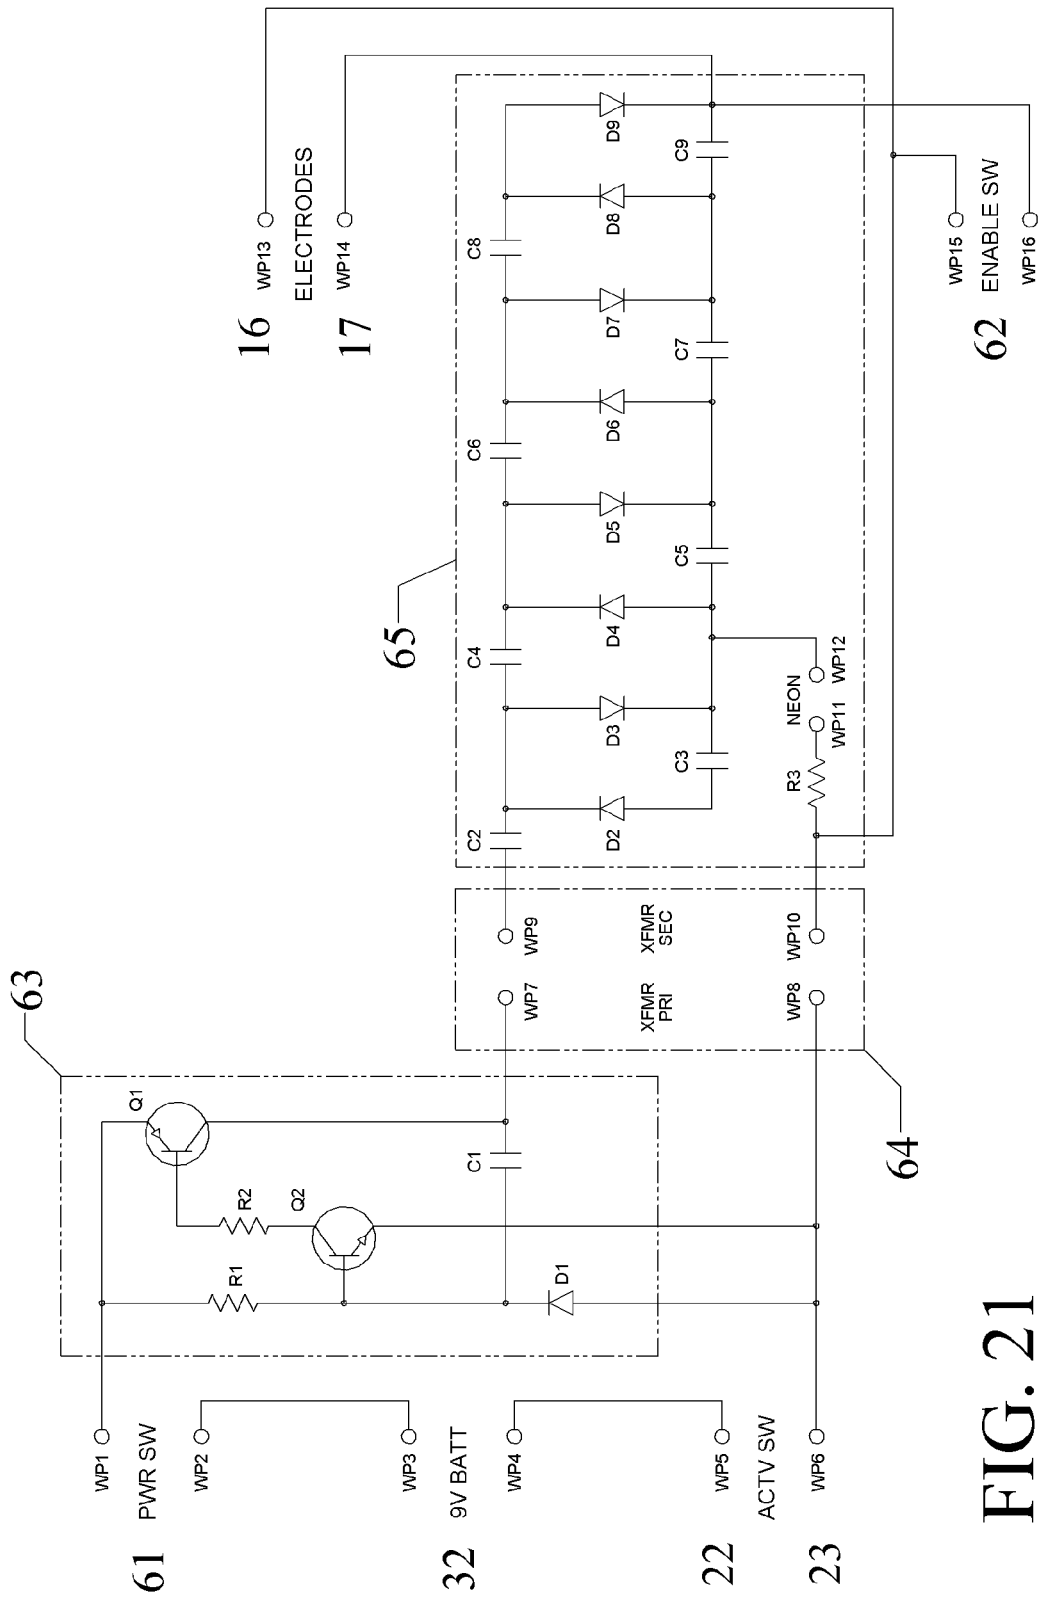 16
WP13
ELECTRODES
WP14
17
65
C8
C6
C4
C2
D9
D8
D7
D6
D5
D4
D3
D2
C9
C7
C5
C3
NEON
WP12
WP11
R3
WP15
ENABLE SW
WP16
62
63
WP9
WP7
XFMR
SEC
XFMR
PRI
WP10
WP8
64
Q1
R2
Q2
R1
C1
D1
WP1
PWR SW
WP2
61
WP3
9V BATT
WP4
32
WP5
ACTV SW
WP6
22
23
FIG. 21